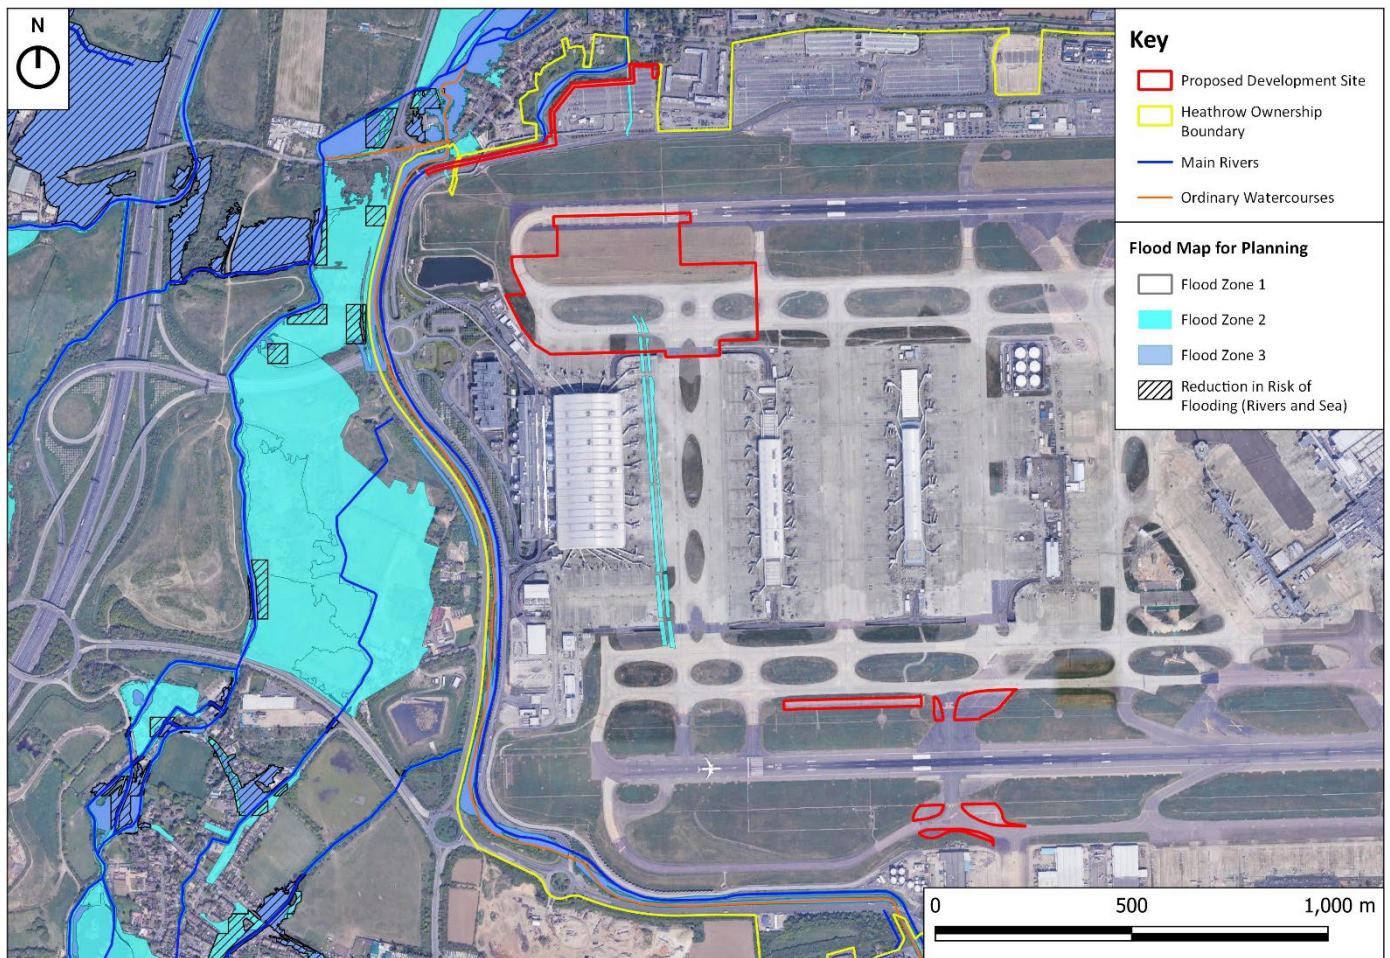 N
Key
Proposed Development Site
Heathrow Ownership
Boundary
Main Rivers
Ordinary Watercourses
Flood Map for Planning
Flood Zone 1
Flood Zone 2
Flood Zone 3
Reduction in Risk of
Flooding (Rivers and Sea)
0 500 1,000 m